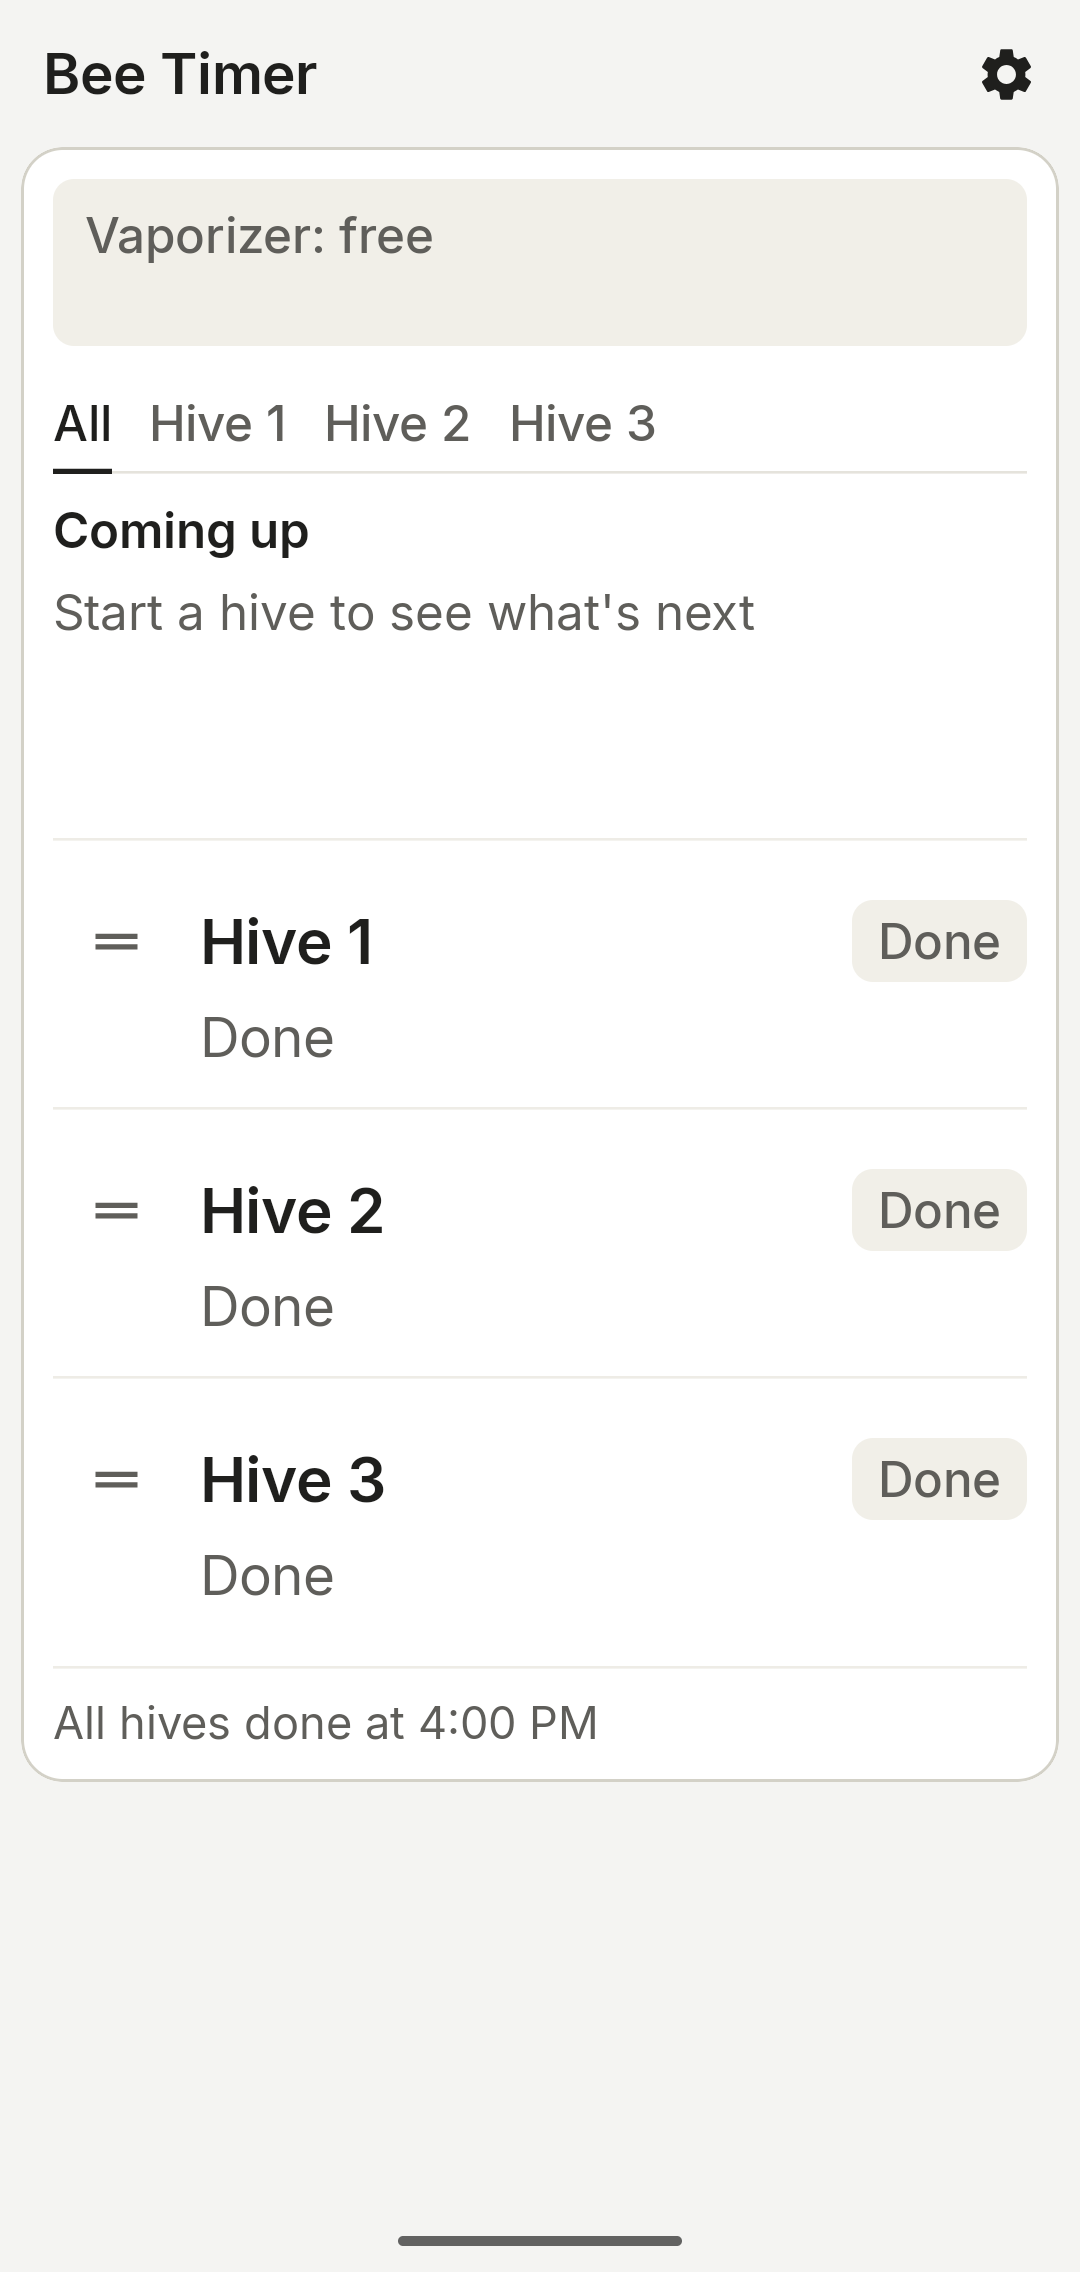 Bee Timer
Vaporizer: free
All Hive 1 Hive 2 Hive 3
Coming up
Start a hive to see what's next
Hive 1 Done
Done
Hive 2 Done
Done
Hive 3 Done
Done
All hives done at 4:00 PM